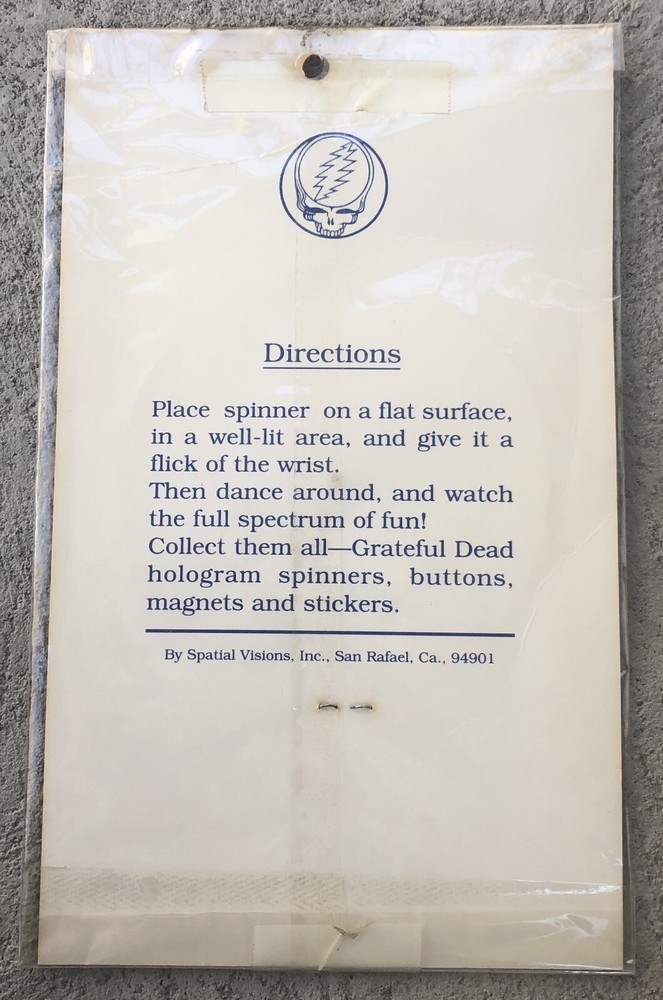 Directions
Place spinner on a flat surface,
in a well-lit area, and give it a
flick of the wrist.
Then dance around, and watch
the full spectrum of fun!
Collect them all—Grateful Dead
hologram spinners, buttons,
magnets and stickers.
By Spatial Visions, Inc., San Rafael, Ca., 94901